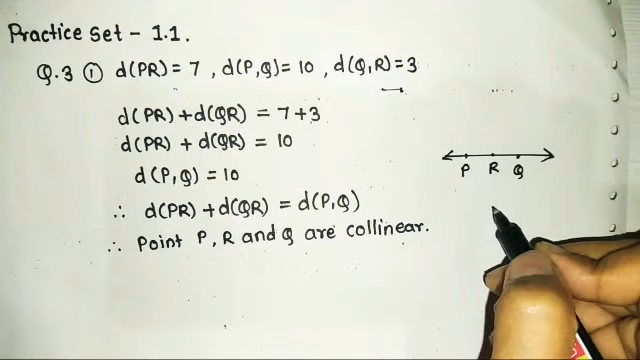 Practice Set - 1.1.
Q.3 ① d(PR) = 7 , d(P,Q) = 10 , d(Q,R) = 3
d(PR) + d(QR) = 7+3
d(PR) + d(QR) = 10
d(P,Q) = 10
∴ d(PR) + d(QR) = d(P,Q)
∴ Point P, R and Q are collinear.
P R Q